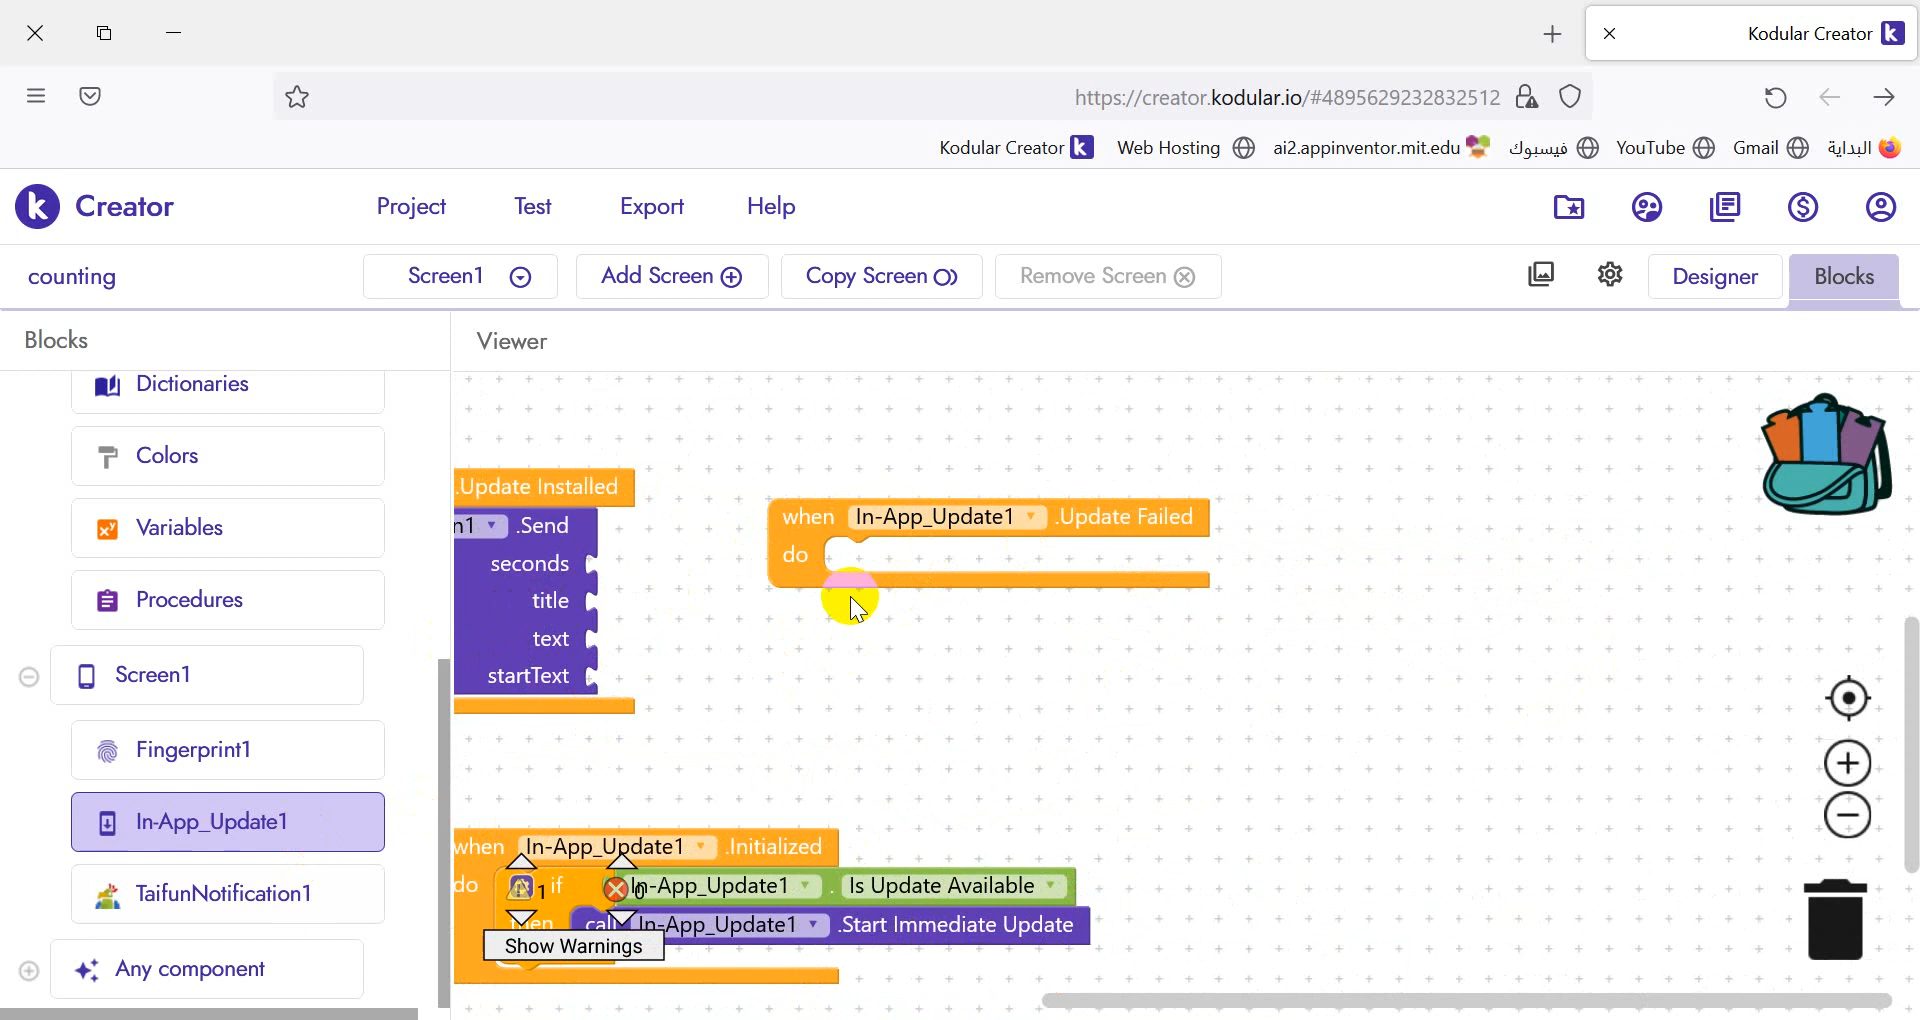 Kodular Creator
https://creator.kodular.io/#4895629232832512
Kodular Creator
Web Hosting
ai2.appinventor.mit.edu
فيسبوك
YouTube
Gmail
البداية
Creator
Project
Test
Export
Help
counting
Screen1
Add Screen
Copy Screen
Remove Screen
Designer
Blocks
Blocks
Viewer
Dictionaries
Colors
Variables
Procedures
Screen1
Fingerprint1
In-App_Update1
TaifunNotification1
Any component
.Update Installed
n1 .Send
seconds
title
text
startText
when In-App_Update1 .Update Failed
do
when In-App_Update1 .Initialized
do 1 if 0 In-App_Update1 . Is Update Available
then call In-App_Update1 .Start Immediate Update
Show Warnings